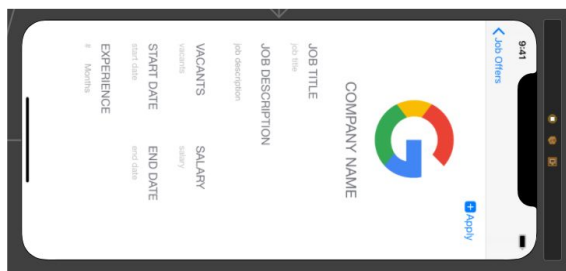 9:41
Job Offers
Apply
COMPANY NAME
JOB TITLE
job title
JOB DESCRIPTION
job description
VACANTS SALARY
vacants salary
START DATE END DATE
start date end date
EXPERIENCE
# Months